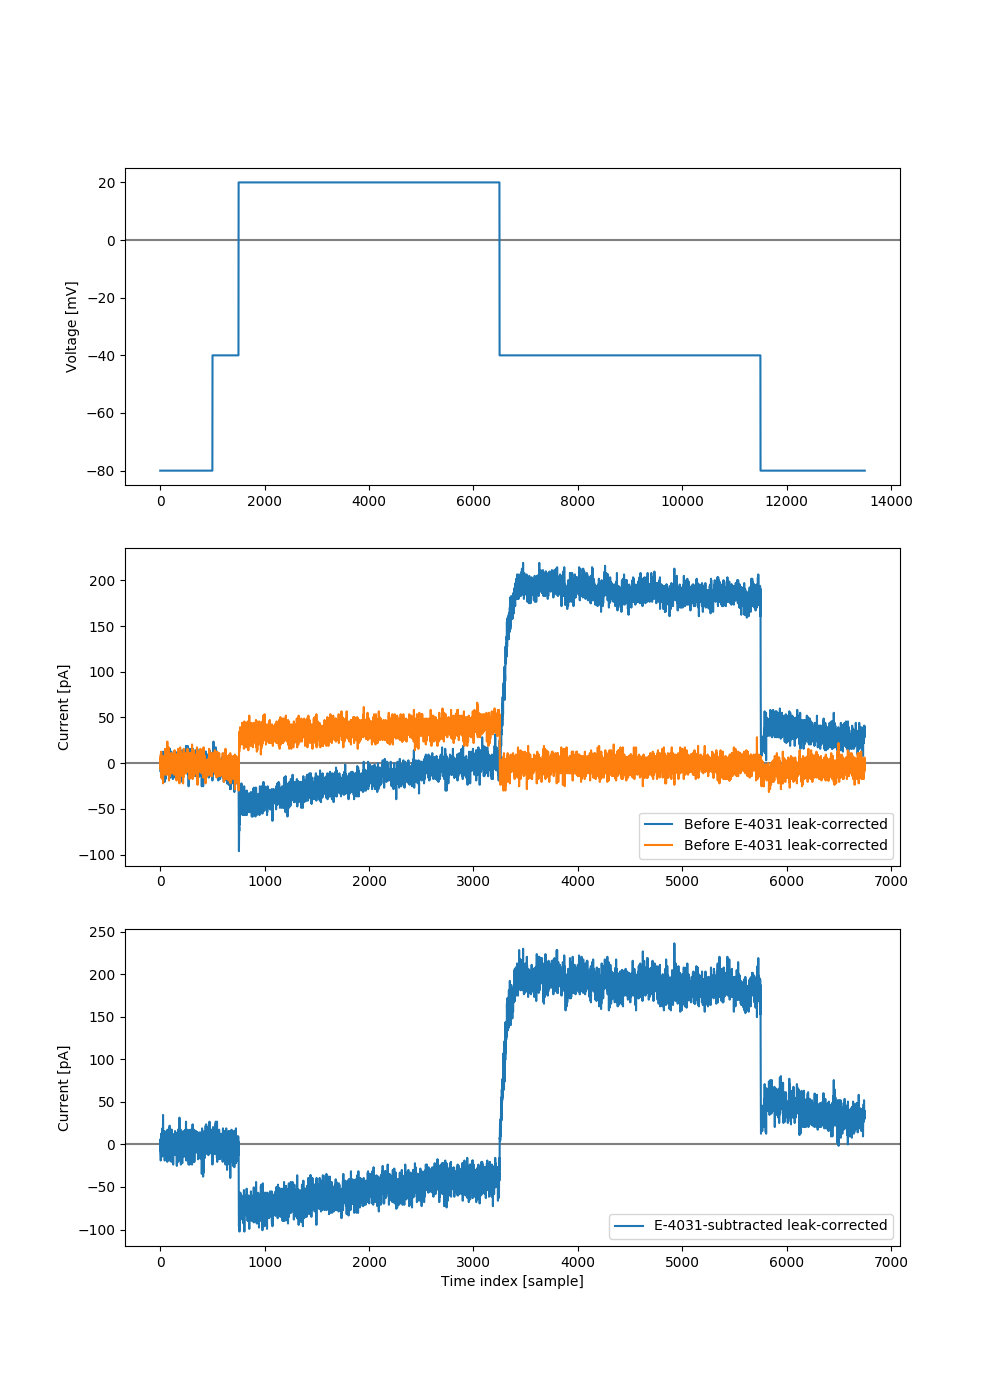 20
0
−20
−40
−60
−80
Voltage [mV]
0 2000 4000 6000 8000 10000 12000 14000
200
150
100
50
0
−50
−100
Current [pA]
Before E-4031 leak-corrected
Before E-4031 leak-corrected
0 1000 2000 3000 4000 5000 6000 7000
250
200
150
100
50
0
−50
−100
Current [pA]
E-4031-subtracted leak-corrected
0 1000 2000 3000 4000 5000 6000 7000
Time index [sample]